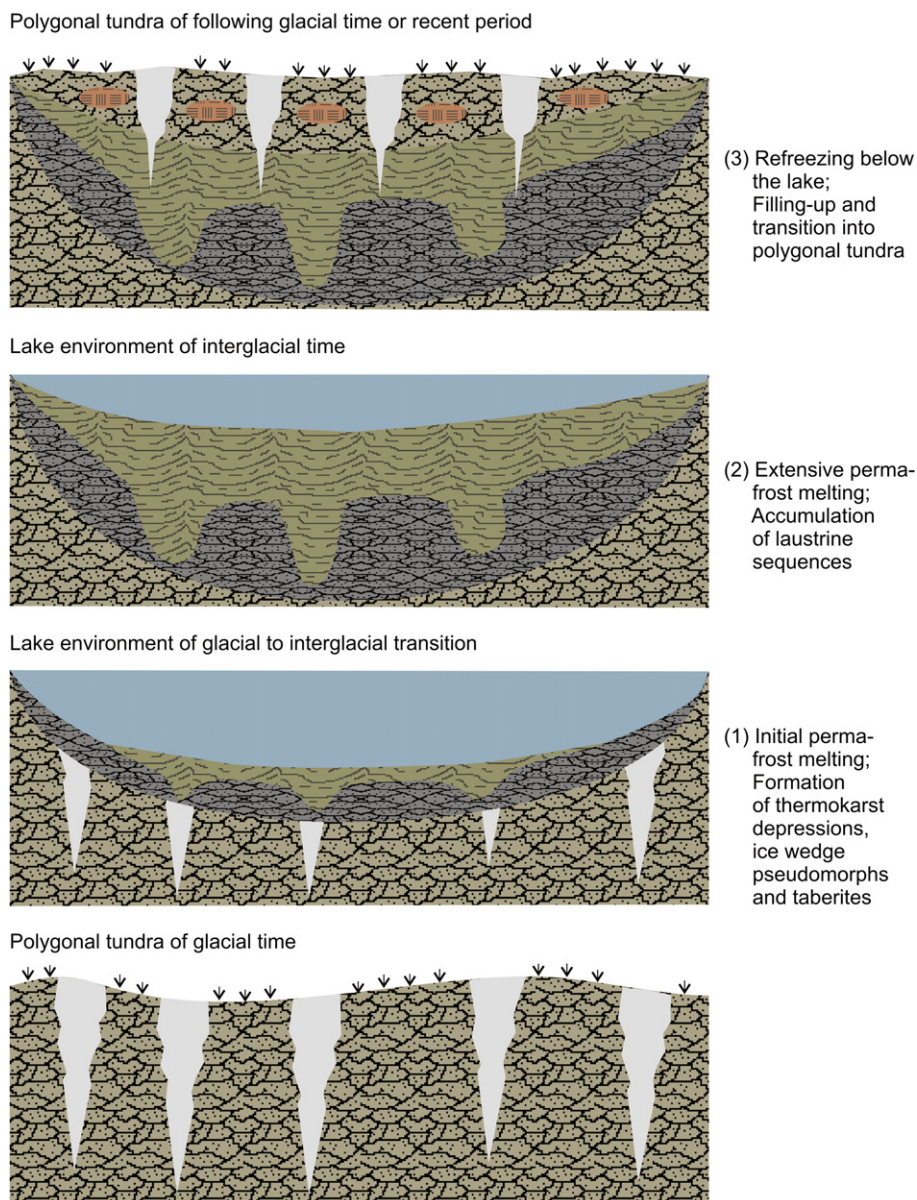 Polygonal tundra of following glacial time or recent period
(3) Refreezing below
the lake;
Filling-up and
transition into
polygonal tundra
Lake environment of interglacial time
(2) Extensive perma-
frost melting;
Accumulation
of laustrine
sequences
Lake environment of glacial to interglacial transition
(1) Initial perma-
frost melting;
Formation
of thermokarst
depressions,
ice wedge
pseudomorphs
and taberites
Polygonal tundra of glacial time